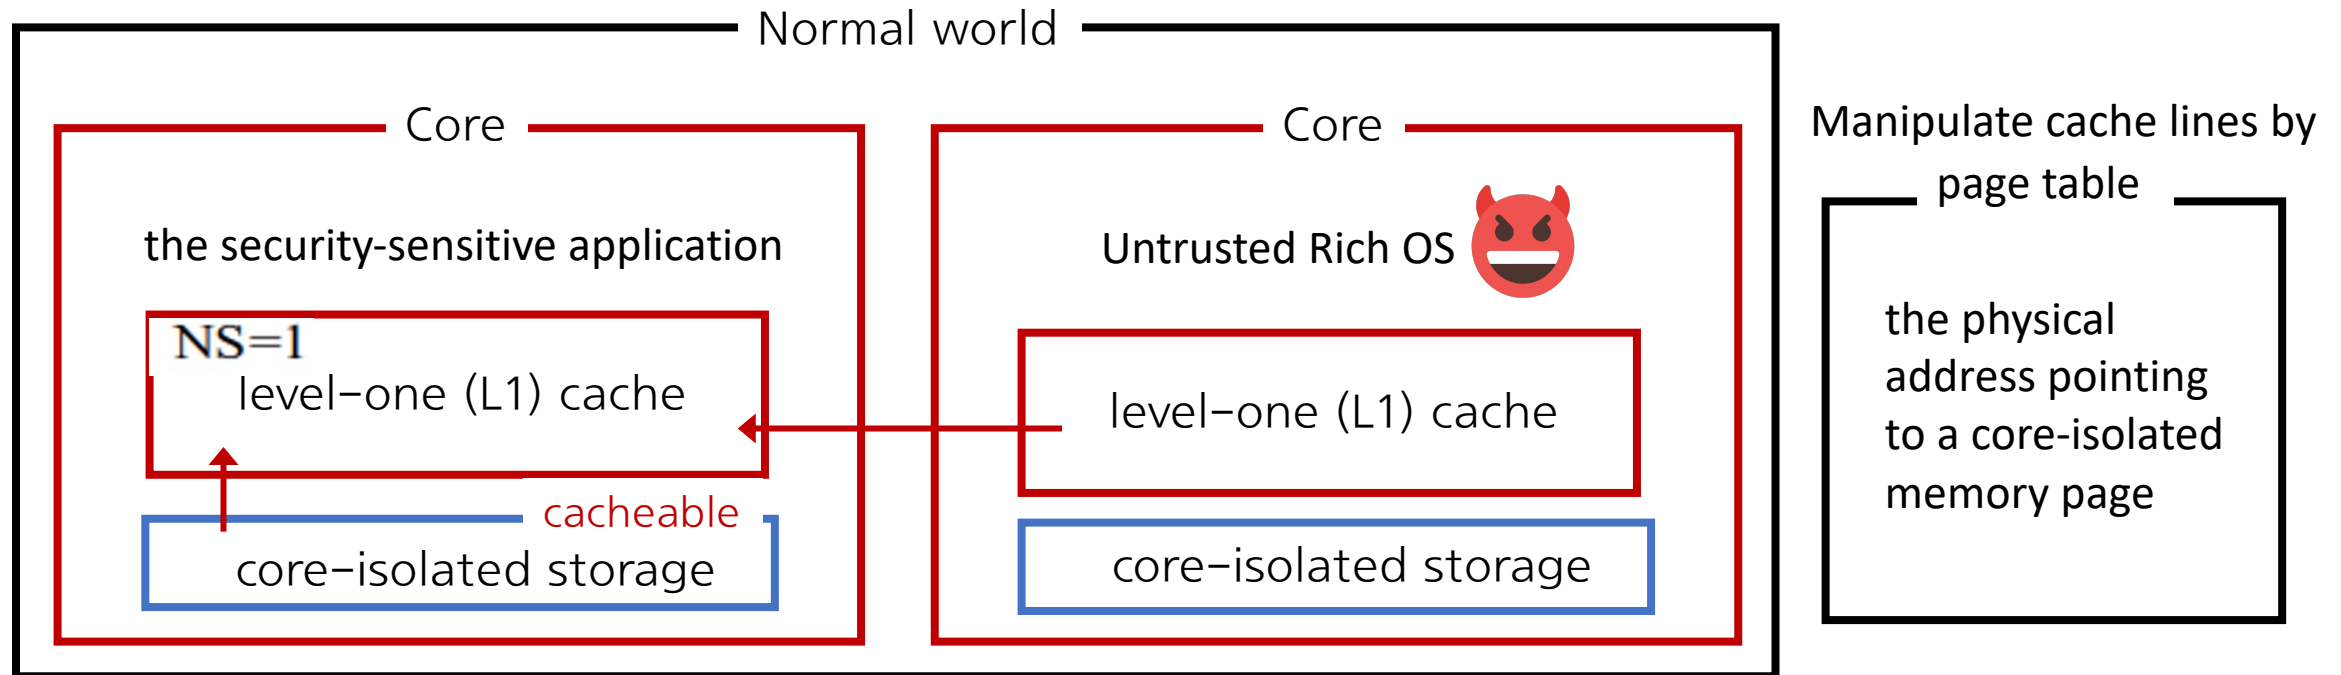 Normal world
Core
the security-sensitive application
NS=1
level-one (L1) cache
cacheable
core-isolated storage
Core
Untrusted Rich OS
level-one (L1) cache
core-isolated storage
Manipulate cache lines by
page table
the physical
address pointing
to a core-isolated
memory page